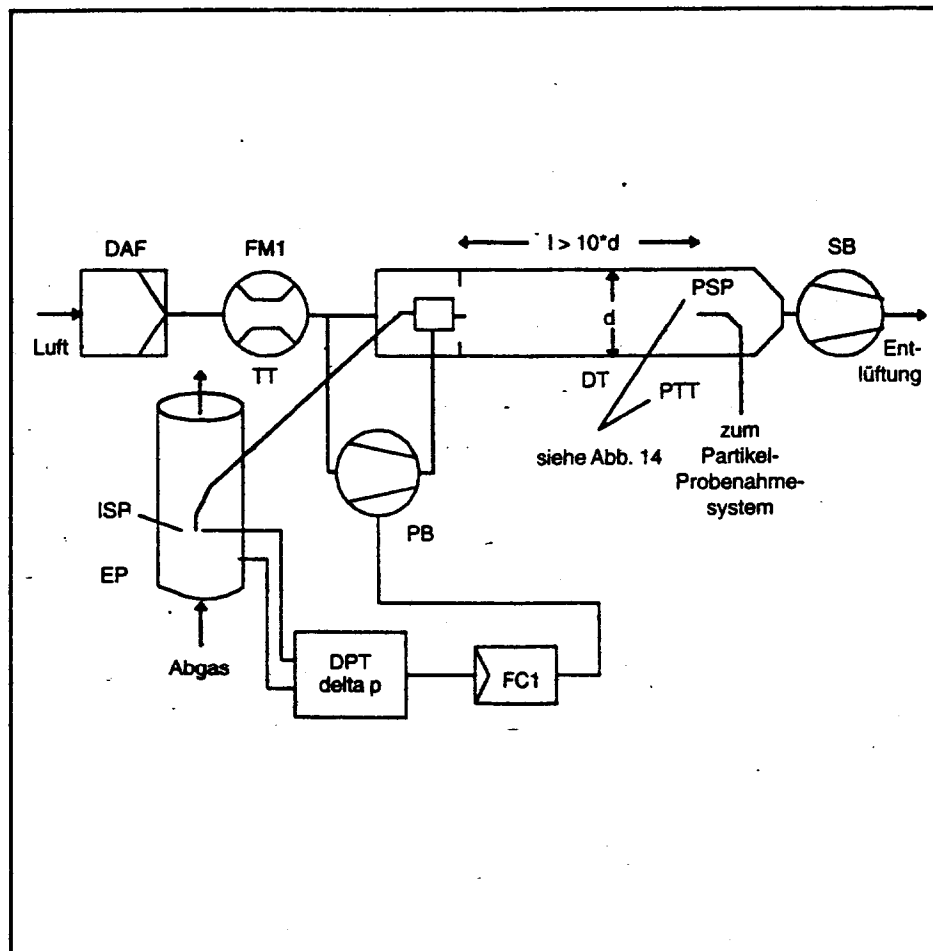 l > 10*d
DAF
FM1
SB
PSP
d
Luft
TT
DT
PTT
Ent-
lüftung
siehe Abb. 14
zum
Partikel-
Probenahme-
system
ISP
PB
EP
Abgas
DPT
delta p
FC1